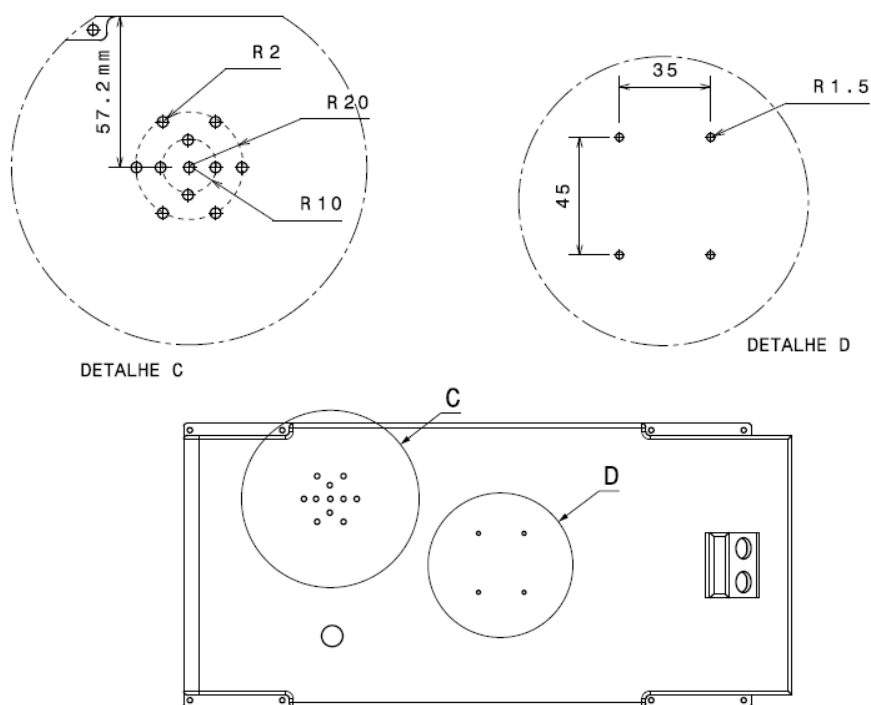 R2
R20
57.2mm
R10
DETALHE C
35
R1.5
45
DETALHE D
C
D